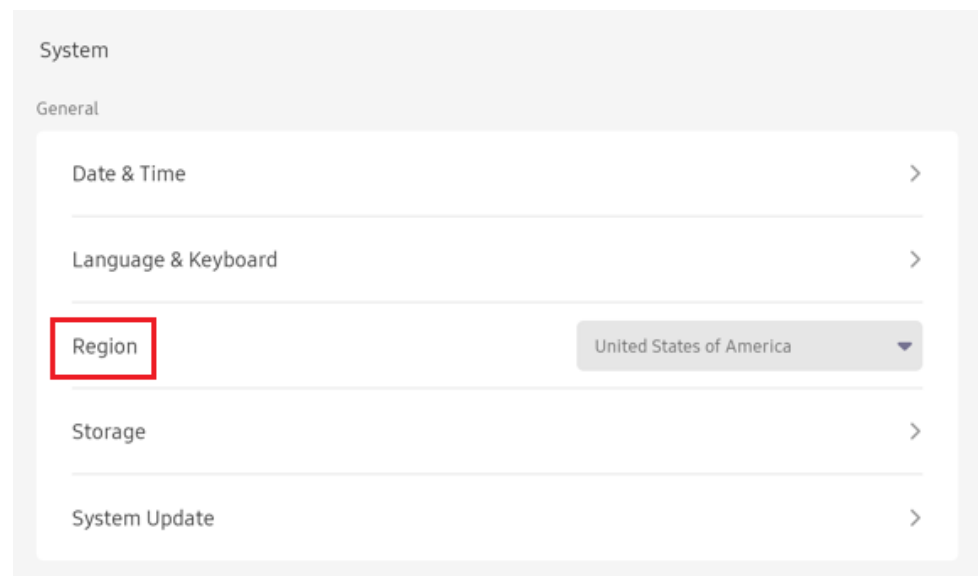 System
General
Date & Time
Language & Keyboard
Region
United States of America
Storage
System Update